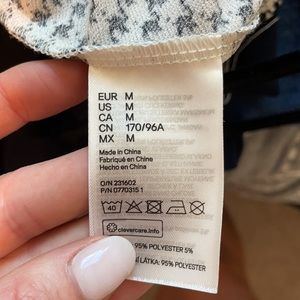 EUR M
US M
CA M
CN 170/96A
MX M
Made in China
Fabriqué en Chine
Hecho en China
O/N 231602
P/N 0770315 1
40
clevercare.info
95% POLYESTER 5%
LÁTKA: 95% POLYESTER